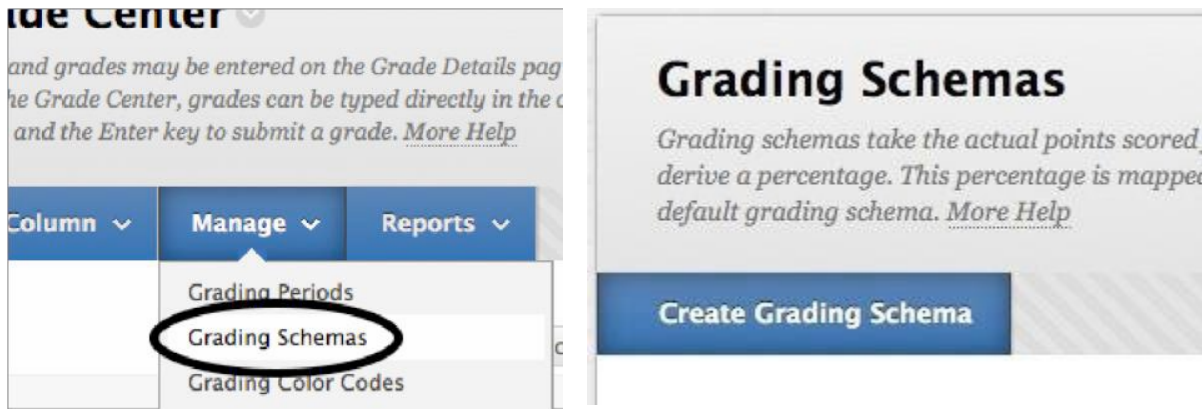 Grade Center
and grades may be entered on the Grade Details pag
he Grade Center, grades can be typed directly in the c
and the Enter key to submit a grade. More Help
Column
Manage
Reports
Grading Periods
Grading Schemas
Grading Color Codes
Grading Schemas
Grading schemas take the actual points scored
derive a percentage. This percentage is mapped
default grading schema. More Help
Create Grading Schema